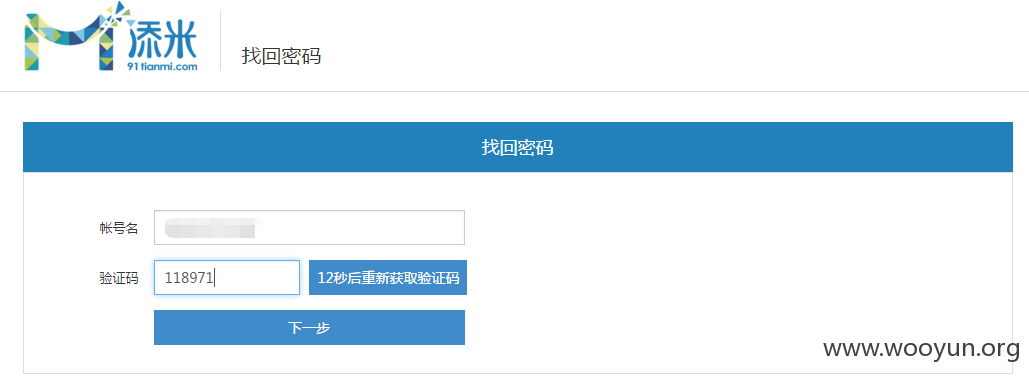 添米
91tianmi.com
找回密码
找回密码
帐号名
验证码 118971 12秒后重新获取验证码
下一步
www.wooyun.org